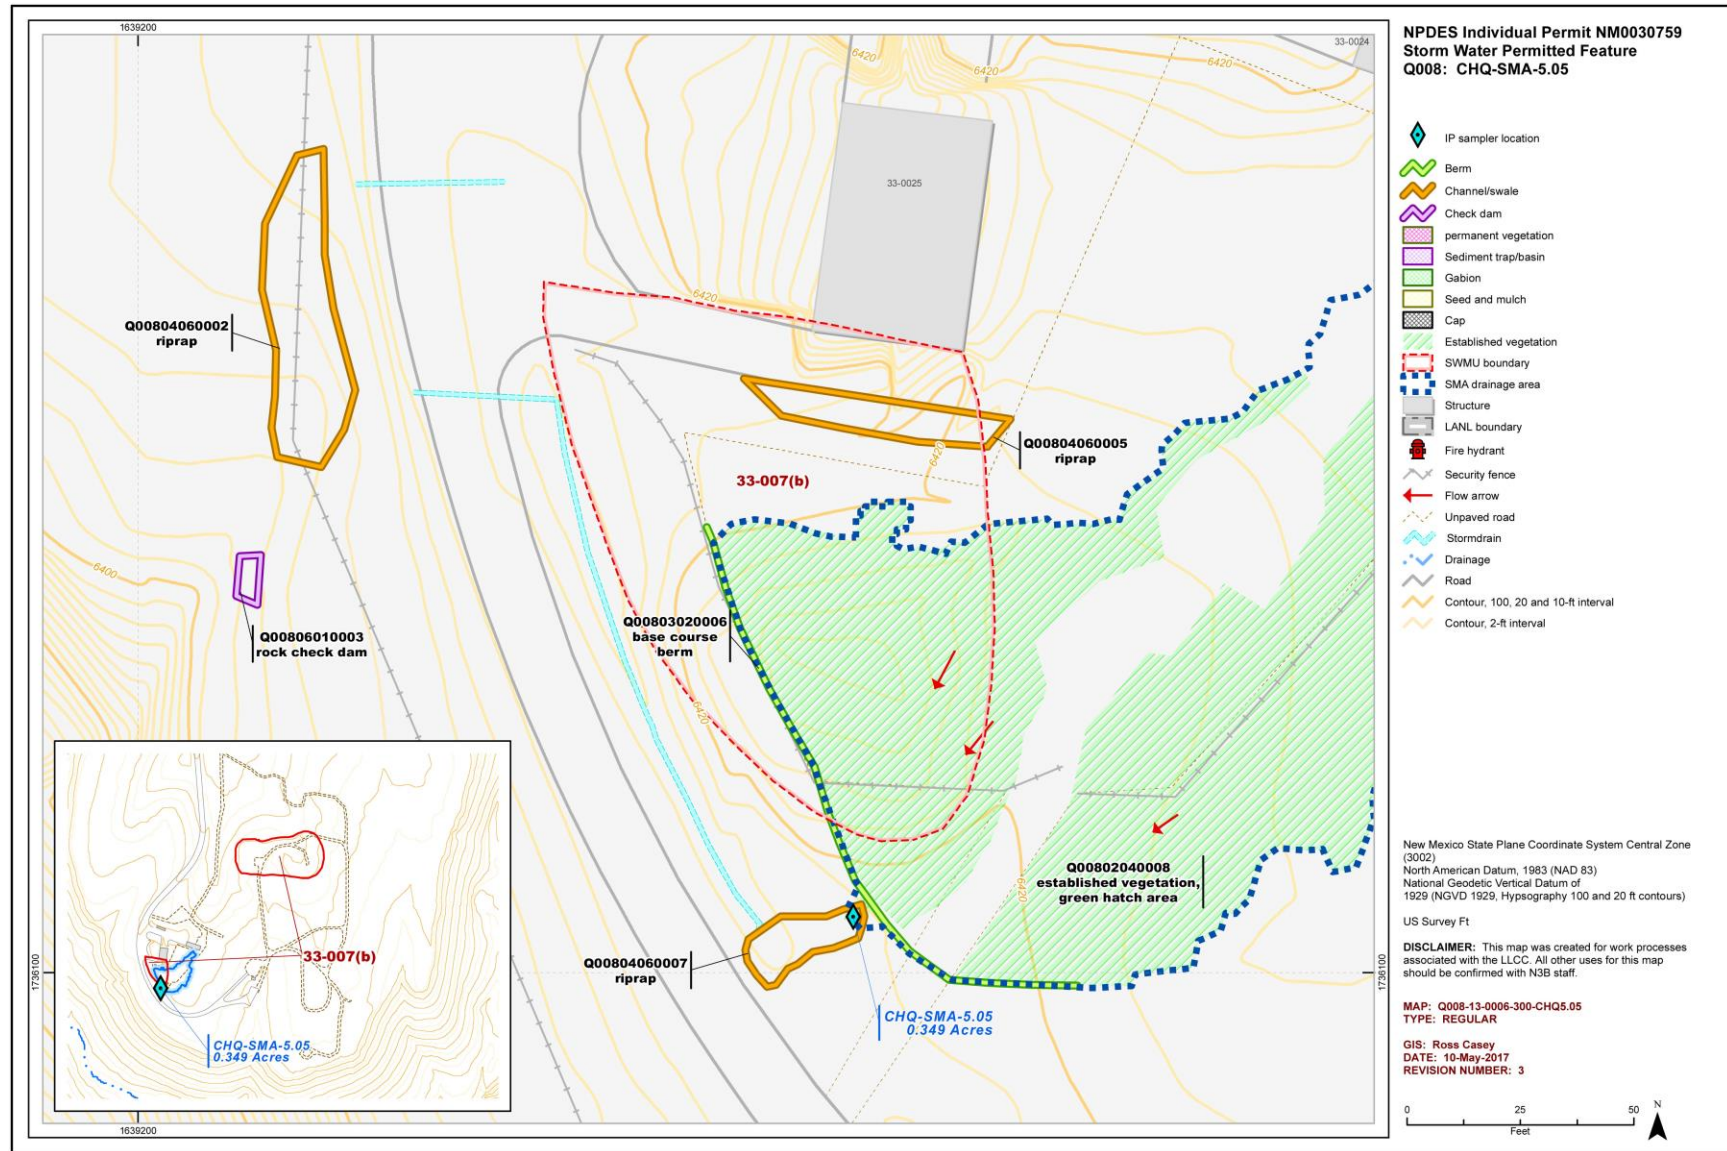 1639200
33-0024
6420
6420
6420
33-0025
6420
Q00804060002
riprap
Q00804060005
riprap
6420
33-007(b)
6400
Q00806010003
rock check dam
Q00803020006
base course
berm
6420
Q00802040008
established vegetation,
green hatch area
6420
Q00804060007
riprap
CHQ-SMA-5.05
0.349 Acres
33-007(b)
CHQ-SMA-5.05
0.349 Acres
1736100
1736100
1639200
NPDES Individual Permit NM0030759
Storm Water Permitted Feature
Q008: CHQ-SMA-5.05
IP sampler location
Berm
Channel/swale
Check dam
permanent vegetation
Sediment trap/basin
Gabion
Seed and mulch
Cap
Established vegetation
SWMU boundary
SMA drainage area
Structure
LANL boundary
Fire hydrant
Security fence
Flow arrow
Unpaved road
Stormdrain
Drainage
Road
Contour, 100, 20 and 10-ft interval
Contour, 2-ft interval
New Mexico State Plane Coordinate System Central Zone
(3002)
North American Datum, 1983 (NAD 83)
National Geodetic Vertical Datum of
1929 (NGVD 1929, Hypsography 100 and 20 ft contours)
US Survey Ft
DISCLAIMER: This map was created for work processes
associated with the LLCC. All other uses for this map
should be confirmed with N3B staff.
MAP: Q008-13-0006-300-CHQ5.05
TYPE: REGULAR
GIS: Ross Casey
DATE: 10-May-2017
REVISION NUMBER: 3
0 25 50
Feet
N